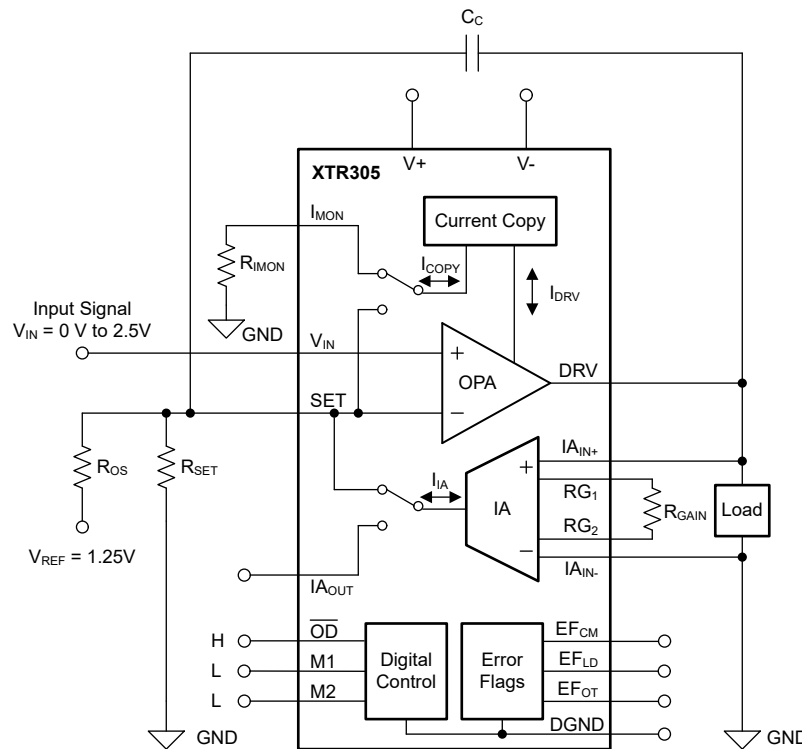 C_C
V+
V-
XTR305
I_MON
Current Copy
R_IMON
I_COPY
I_DRV
Input Signal
V_IN = 0 V to 2.5V
GND
V_IN
+
OPA
DRV
SET
−
IA_IN+
R_OS
R_SET
I_IA
+
IA
RG_1
R_GAIN
Load
RG_2
−
V_REF = 1.25V
IA_OUT
IA_IN-
H
O̅D̅
Digital
Control
Error
Flags
EF_CM
L
M1
EF_LD
L
M2
EF_OT
GND
DGND
GND